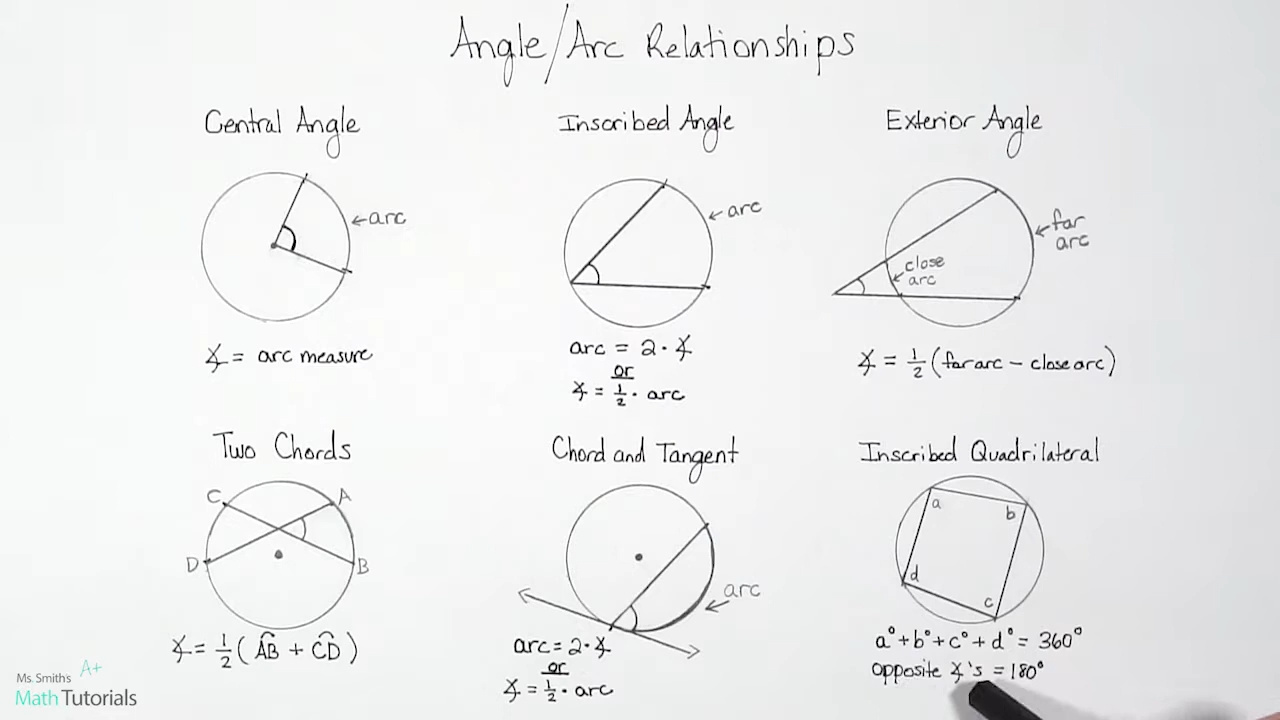 Angle/Arc Relationships
Central Angle
arc
∡ = arc measure
Inscribed Angle
arc
arc = 2 · ∡
or
∡ = 1/2 · arc
Exterior Angle
far
arc
close
arc
∡ = 1/2 (far arc − close arc)
Two Chords
C
A
D
B
∡ = 1/2 (A͡B + C͡D)
Chord and Tangent
arc
arc = 2 · ∡
or
∡ = 1/2 · arc
Inscribed Quadrilateral
a
b
d
c
a° + b° + c° + d° = 360°
opposite ∡'s = 180°
Ms. Smith's A+
Math Tutorials